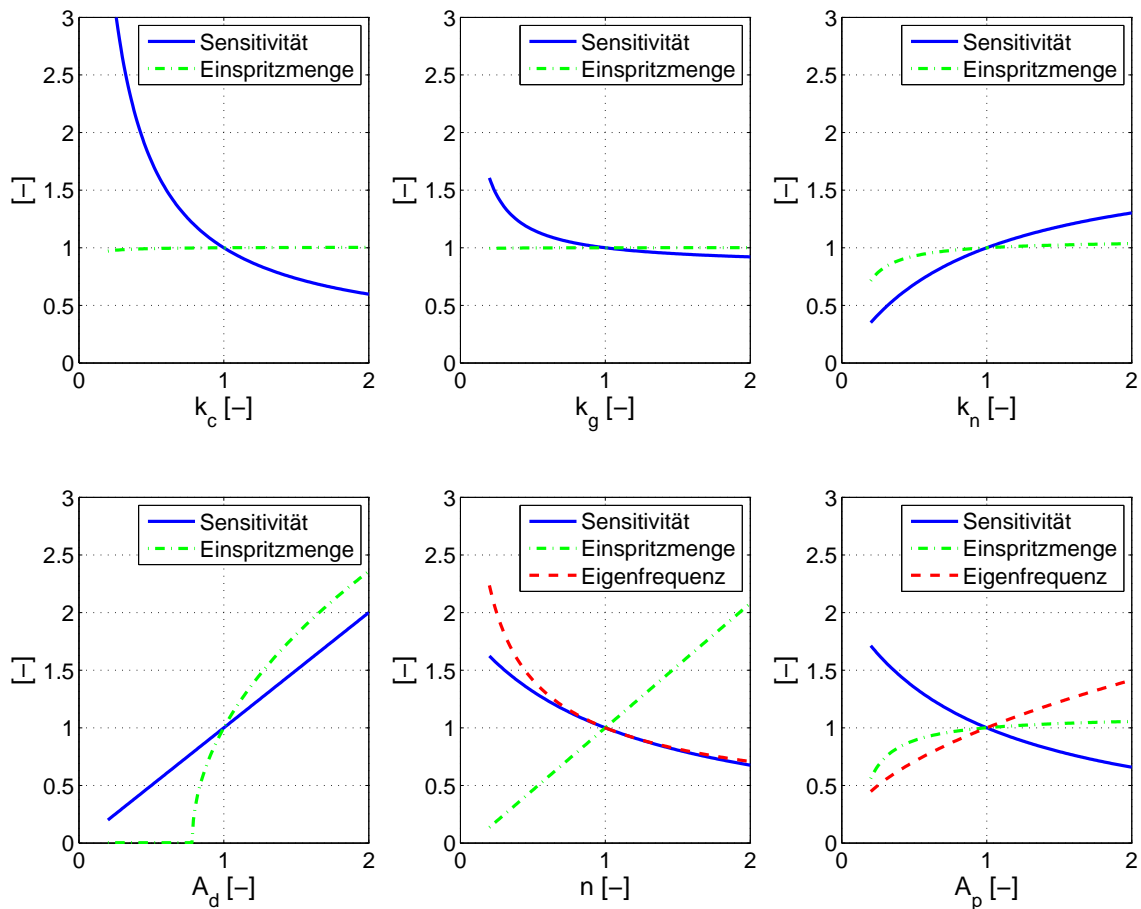 3
2.5
2
1.5
1
0.5
0
[–]
Sensitivität
Einspritzmenge
0 1 2
k_c [–]
3
2.5
2
1.5
1
0.5
0
[–]
Sensitivität
Einspritzmenge
0 1 2
k_g [–]
3
2.5
2
1.5
1
0.5
0
[–]
Sensitivität
Einspritzmenge
0 1 2
k_n [–]
3
2.5
2
1.5
1
0.5
0
[–]
Sensitivität
Einspritzmenge
0 1 2
A_d [–]
3
2.5
2
1.5
1
0.5
0
[–]
Sensitivität
Einspritzmenge
Eigenfrequenz
0 1 2
n [–]
3
2.5
2
1.5
1
0.5
0
[–]
Sensitivität
Einspritzmenge
Eigenfrequenz
0 1 2
A_p [–]